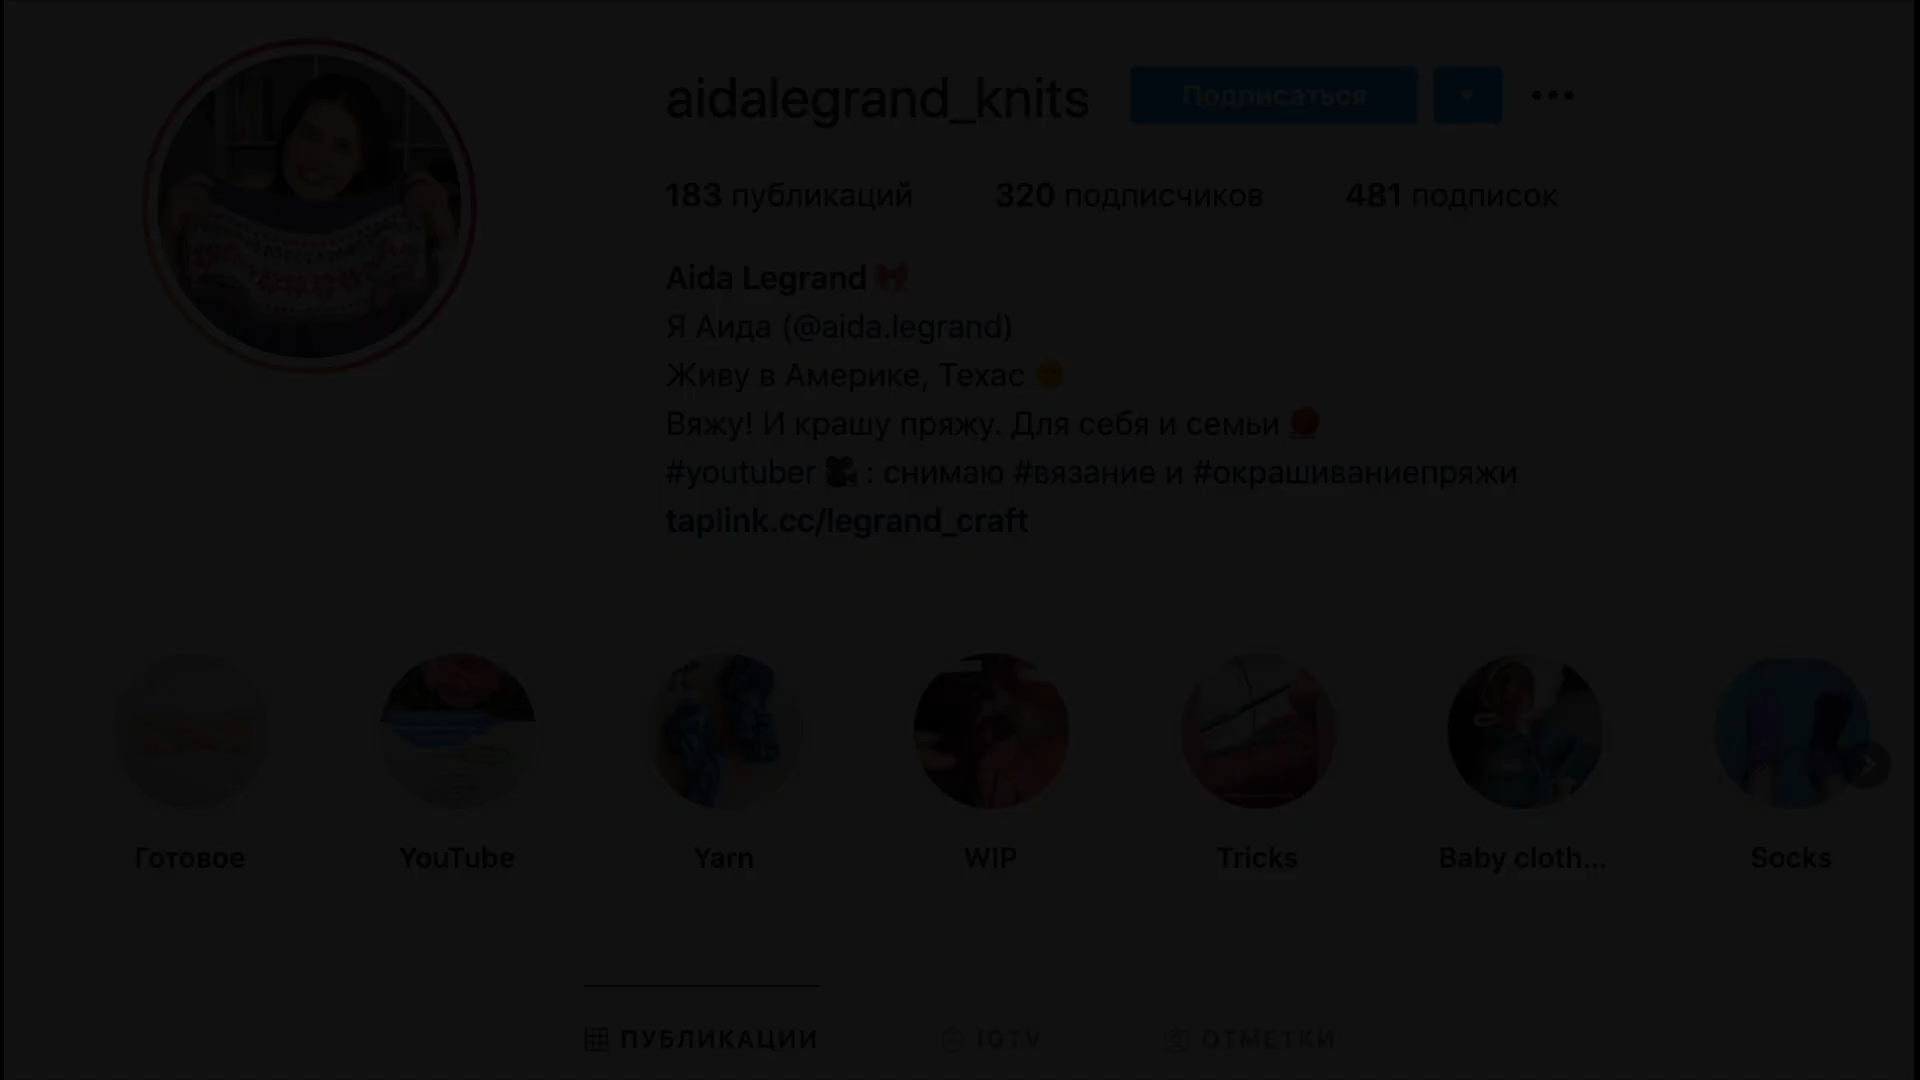 aidalegrand_knits Подписаться
183 публикаций 320 подписчиков 481 подписок
Aida Legrand
Я Аида (@aida.legrand)
Живу в Америке, Техас
Вяжу! И крашу пряжу. Для себя и семьи
#youtuber : снимаю #вязание и #окрашиваниепряжи
taplink.cc/legrand_craft
Готовое YouTube Yarn WIP Tricks Baby cloth... Socks
ПУБЛИКАЦИИ IGTV ОТМЕТКИ